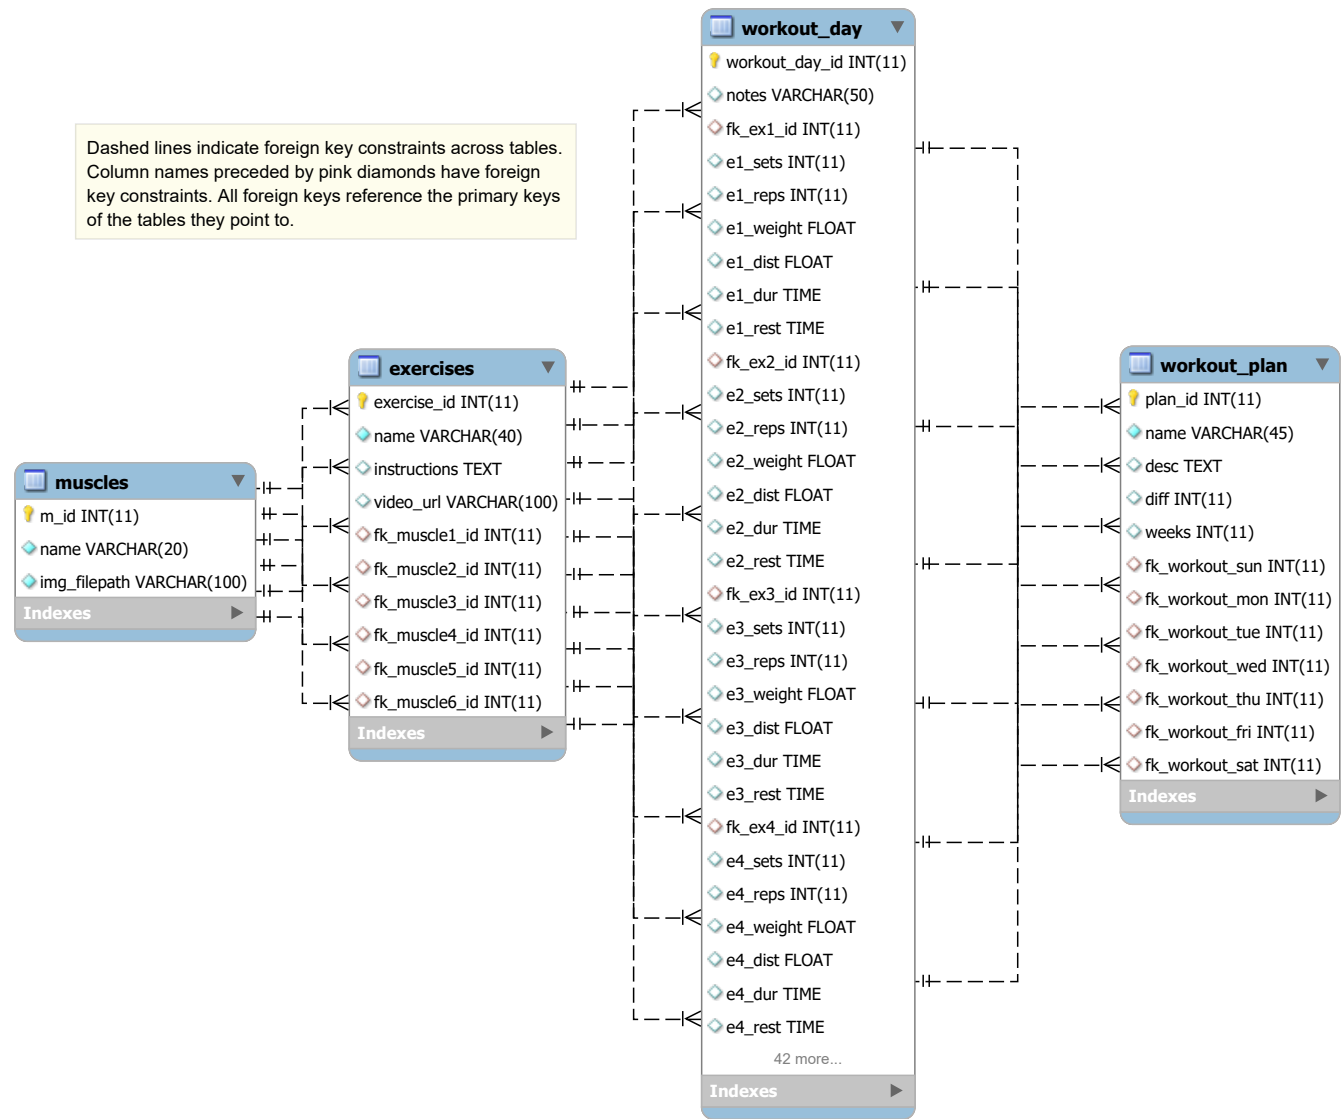 Dashed lines indicate foreign key constraints across tables.
Column names preceded by pink diamonds have foreign
key constraints. All foreign keys reference the primary keys
of the tables they point to.
muscles
m_id INT(11)
name VARCHAR(20)
img_filepath VARCHAR(100)
Indexes
exercises
exercise_id INT(11)
name VARCHAR(40)
instructions TEXT
video_url VARCHAR(100)
fk_muscle1_id INT(11)
fk_muscle2_id INT(11)
fk_muscle3_id INT(11)
fk_muscle4_id INT(11)
fk_muscle5_id INT(11)
fk_muscle6_id INT(11)
Indexes
workout_day
workout_day_id INT(11)
notes VARCHAR(50)
fk_ex1_id INT(11)
e1_sets INT(11)
e1_reps INT(11)
e1_weight FLOAT
e1_dist FLOAT
e1_dur TIME
e1_rest TIME
fk_ex2_id INT(11)
e2_sets INT(11)
e2_reps INT(11)
e2_weight FLOAT
e2_dist FLOAT
e2_dur TIME
e2_rest TIME
fk_ex3_id INT(11)
e3_sets INT(11)
e3_reps INT(11)
e3_weight FLOAT
e3_dist FLOAT
e3_dur TIME
e3_rest TIME
fk_ex4_id INT(11)
e4_sets INT(11)
e4_reps INT(11)
e4_weight FLOAT
e4_dist FLOAT
e4_dur TIME
e4_rest TIME
42 more...
Indexes
workout_plan
plan_id INT(11)
name VARCHAR(45)
desc TEXT
diff INT(11)
weeks INT(11)
fk_workout_sun INT(11)
fk_workout_mon INT(11)
fk_workout_tue INT(11)
fk_workout_wed INT(11)
fk_workout_thu INT(11)
fk_workout_fri INT(11)
fk_workout_sat INT(11)
Indexes